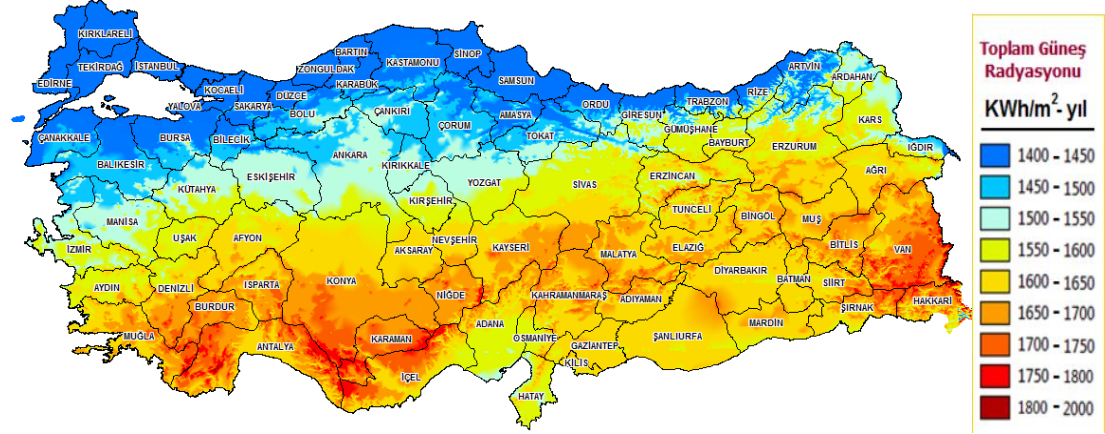 KIRKLARELİ
TEKİRDAĞ
İSTANBUL
EDİRNE
KOCAELİ
YALOVA
SAKARYA
DÜZCE
BOLU
ZONGULDAK
BARTIN
KARABÜK
KASTAMONU
SİNOP
SAMSUN
ÇANKIRI
ÇORUM
AMASYA
TOKAT
ORDU
GİRESUN
TRABZON
RİZE
ARTVİN
ARDAHAN
KARS
IĞDIR
GÜMÜŞHANE
BAYBURT
ERZURUM
AĞRI
ÇANAKKALE
BURSA
BİLECİK
BALIKESİR
KÜTAHYA
ESKİŞEHİR
ANKARA
KIRIKKALE
YOZGAT
KIRŞEHİR
SİVAS
ERZİNCAN
TUNCELİ
BİNGÖL
MUŞ
BİTLİS
VAN
MANİSA
İZMİR
UŞAK
AFYON
AKSARAY
NEVŞEHİR
KAYSERİ
MALATYA
ELAZIĞ
DİYARBAKIR
BATMAN
SİİRT
ŞIRNAK
HAKKARİ
AYDIN
DENİZLİ
ISPARTA
BURDUR
KONYA
NİĞDE
KAHRAMANMARAŞ
ADIYAMAN
MARDİN
MUĞLA
ANTALYA
KARAMAN
İÇEL
ADANA
OSMANİYE
GAZİANTEP
KİLİS
ŞANLIURFA
HATAY
Toplam Güneş
Radyasyonu
KWh/m²- yıl
1400 - 1450
1450 - 1500
1500 - 1550
1550 - 1600
1600 - 1650
1650 - 1700
1700 - 1750
1750 - 1800
1800 - 2000